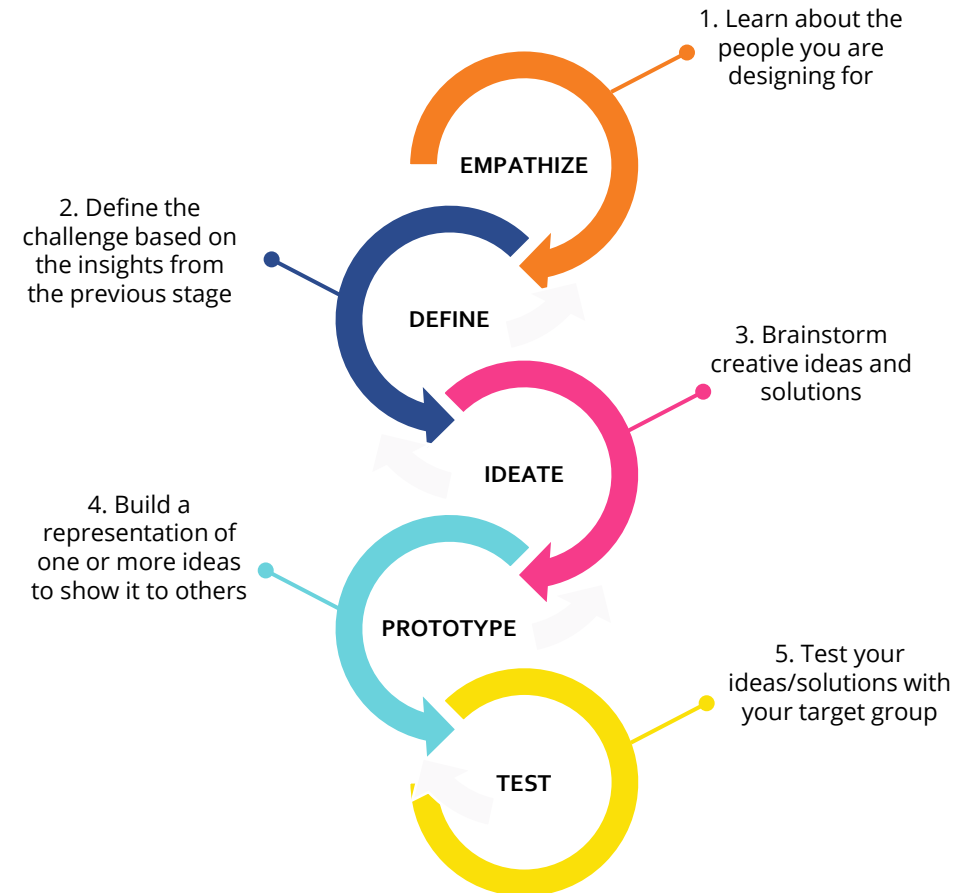 1. Learn about the
people you are
designing for
EMPATHIZE
2. Define the
challenge based on
the insights from
the previous stage
DEFINE
3. Brainstorm
creative ideas and
solutions
IDEATE
4. Build a
representation of
one or more ideas
to show it to others
PROTOTYPE
5. Test your
ideas/solutions with
your target group
TEST